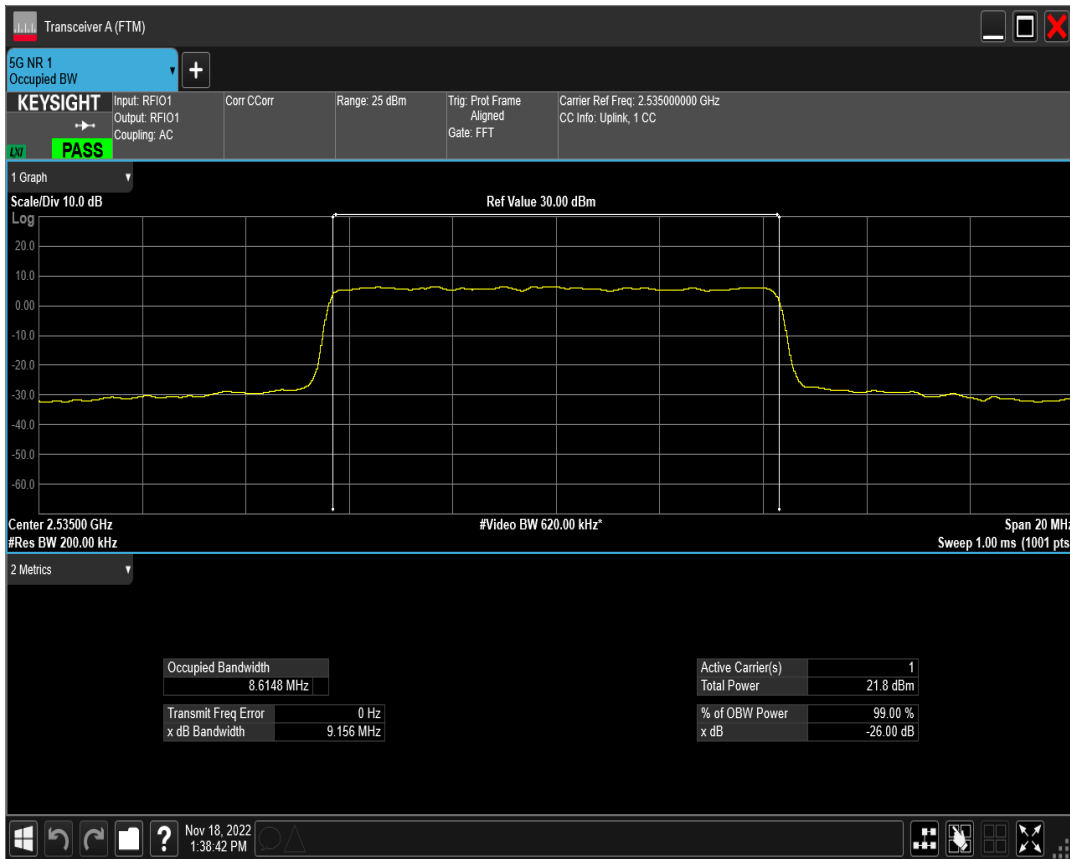 Transceiver A (FTM)
5G NR 1
Occupied BW
+
KEYSIGHT
LXI
PASS
Input: RFIO1
Output: RFIO1
Coupling: AC
Corr CCorr
Range: 25 dBm
Trig: Prot Frame
Aligned
Gate: FFT
Carrier Ref Freq: 2.535000000 GHz
CC Info: Uplink, 1 CC
1 Graph
Scale/Div 10.0 dB
Ref Value 30.00 dBm
Log
20.0
10.0
0.00
-10.0
-20.0
-30.0
-40.0
-50.0
-60.0
Center 2.53500 GHz
#Video BW 620.00 kHz*
Span 20 MHz
#Res BW 200.00 kHz
Sweep 1.00 ms (1001 pts
2 Metrics
Occupied Bandwidth
8.6148 MHz
Transmit Freq Error 0 Hz
x dB Bandwidth 9.156 MHz
Active Carrier(s) 1
Total Power 21.8 dBm
% of OBW Power 99.00 %
x dB -26.00 dB
?
Nov 18, 2022
1:38:42 PM